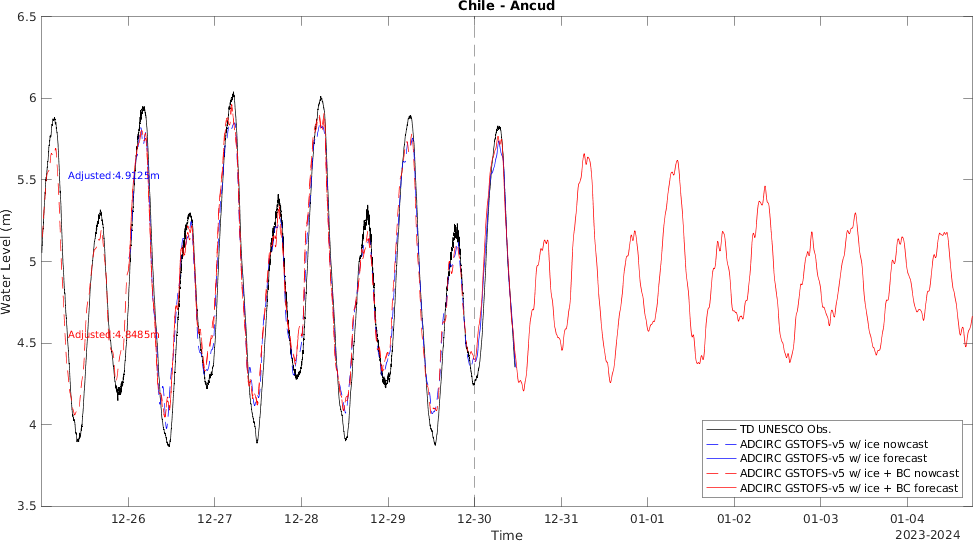 Chile - Ancud
6.5
6
5.5
5
4.5
4
3.5
Water Level (m)
Adjusted:4.9125m
Adjusted:4.8485m
TD UNESCO Obs.
ADCIRC GSTOFS-v5 w/ ice nowcast
ADCIRC GSTOFS-v5 w/ ice forecast
ADCIRC GSTOFS-v5 w/ ice + BC nowcast
ADCIRC GSTOFS-v5 w/ ice + BC forecast
12-26 12-27 12-28 12-29 12-30 12-31 01-01 01-02 01-03 01-04
Time
2023-2024